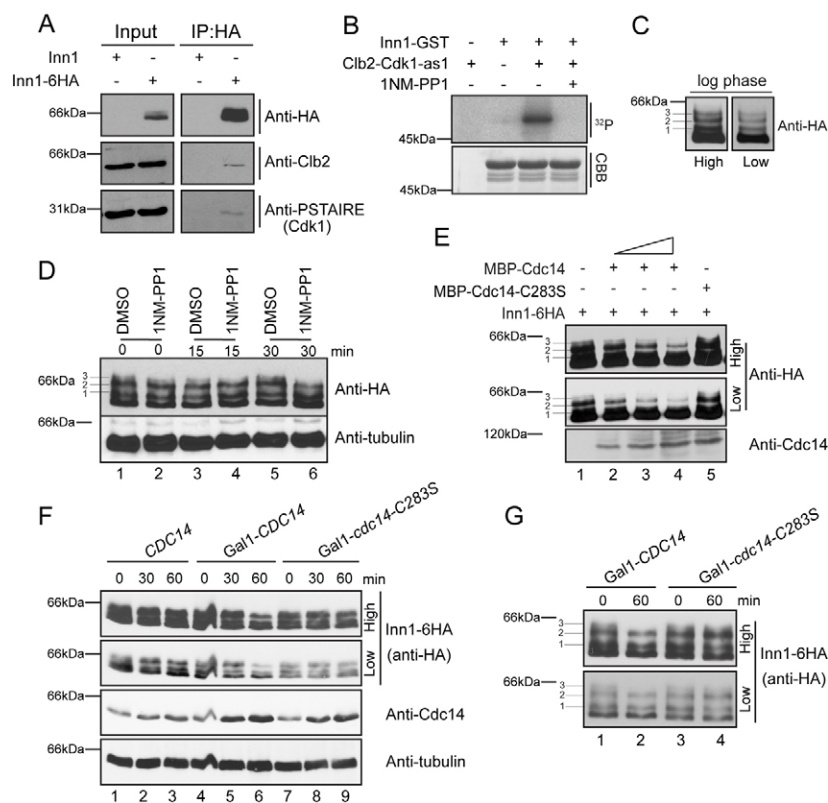 A
Input IP:HA
Inn1 + - + -
Inn1-6HA - + - +
66kDa Anti-HA
66kDa Anti-Clb2
31kDa Anti-PSTAIRE
(Cdk1)
B
Inn1-GST - + + +
Clb2-Cdk1-as1 + - + +
1NM-PP1 - - - +
32P
45kDa
CBB
45kDa
C
log phase
66kDa
3
2
1
Anti-HA
High Low
D
DMSO 1NM-PP1 DMSO 1NM-PP1 DMSO 1NM-PP1
0 0 15 15 30 30 min
66kDa 3 2 1 Anti-HA
66kDa Anti-tubulin
1 2 3 4 5 6
E
MBP-Cdc14 - + + + -
MBP-Cdc14-C283S - - - - +
Inn1-6HA + + + + +
66kDa 3 2 1 High
Anti-HA
66kDa 3 2 1 Low
120kDa Anti-Cdc14
1 2 3 4 5
F
CDC14 Gal1-CDC14 Gal1-cdc14-C283S
0 30 60 0 30 60 0 30 60 min
66kDa High
Inn1-6HA
(anti-HA)
66kDa Low
66kDa Anti-Cdc14
66kDa Anti-tubulin
1 2 3 4 5 6 7 8 9
G
Gal1-CDC14 Gal1-cdc14-C283S
0 60 0 60 min
66kDa 3 2 1 High
Inn1-6HA
(anti-HA)
66kDa 3 2 1 Low
1 2 3 4